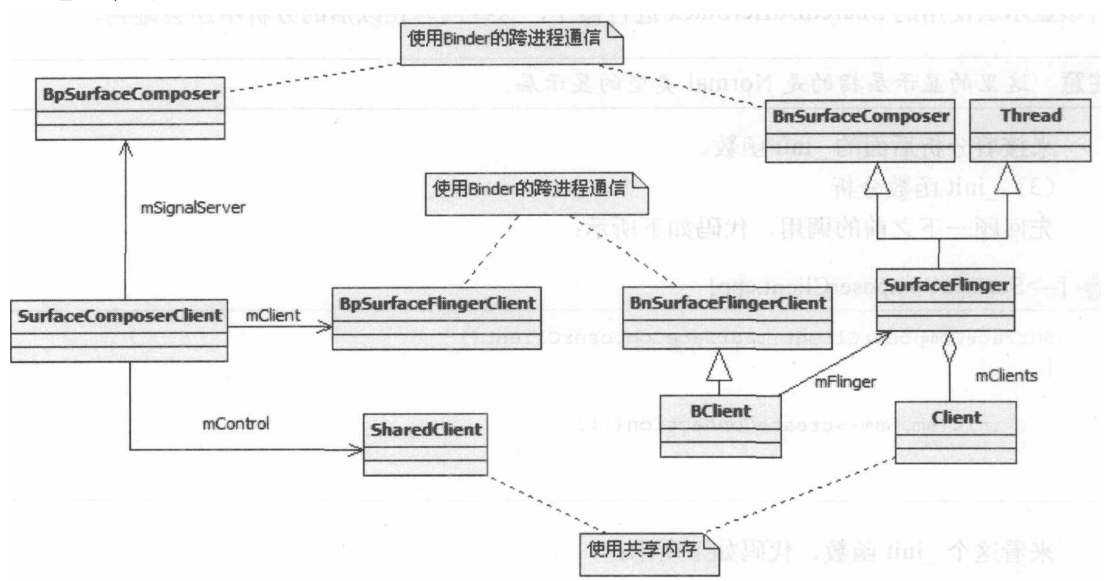 使用Binder的跨进程通信
BpSurfaceComposer
BnSurfaceComposer
Thread
mSignalServer
使用Binder的跨进程通信
SurfaceComposerClient
mClient
BpSurfaceFlingerClient
BnSurfaceFlingerClient
SurfaceFlinger
mFlinger
mClients
mControl
SharedClient
BClient
Client
使用共享内存